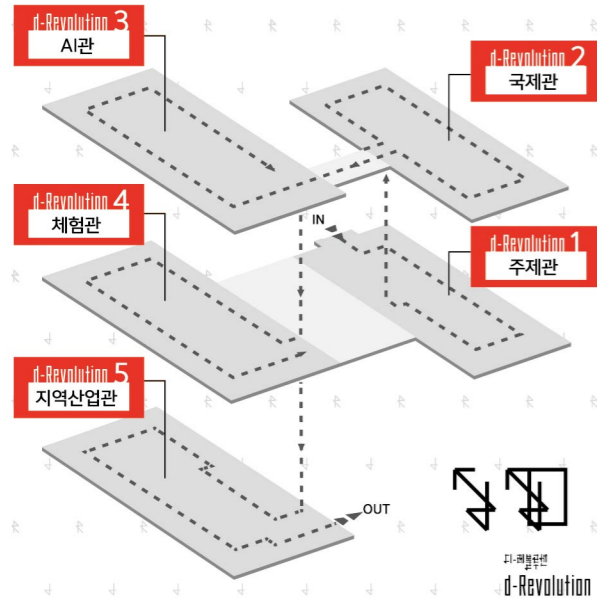 d-Revolution 3
AI관
d-Revolution 2
국제관
d-Revolution 4
체험관
IN
d-Revolution 1
주제관
d-Revolution 5
지역산업관
OUT
d-Revolution